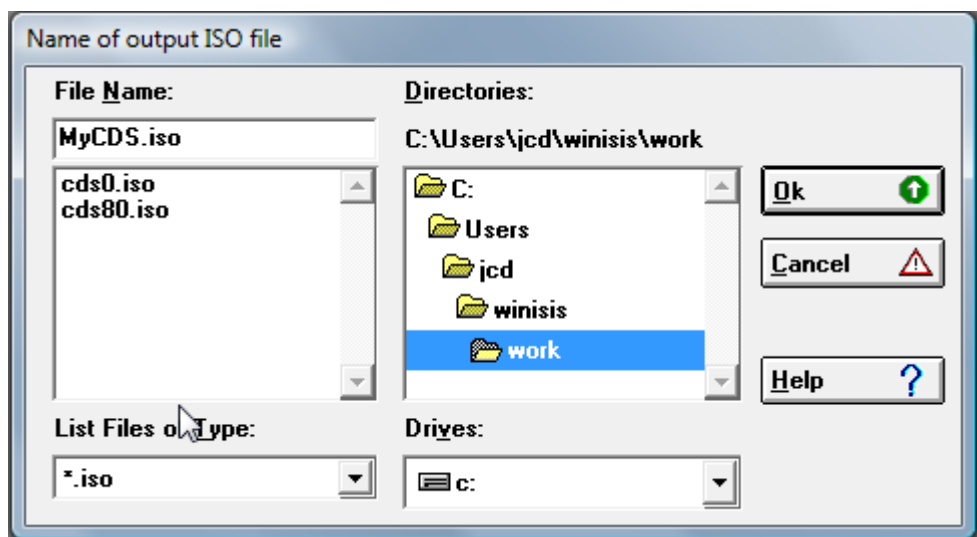 Name of output ISO file
File Name:
MyCDS.iso
cds0.iso
cds80.iso
List Files of Type:
*.iso
Directories:
C:\Users\jcd\winisis\work
C:
Users
jcd
winisis
work
Drives:
c:
Ok
Cancel
Help